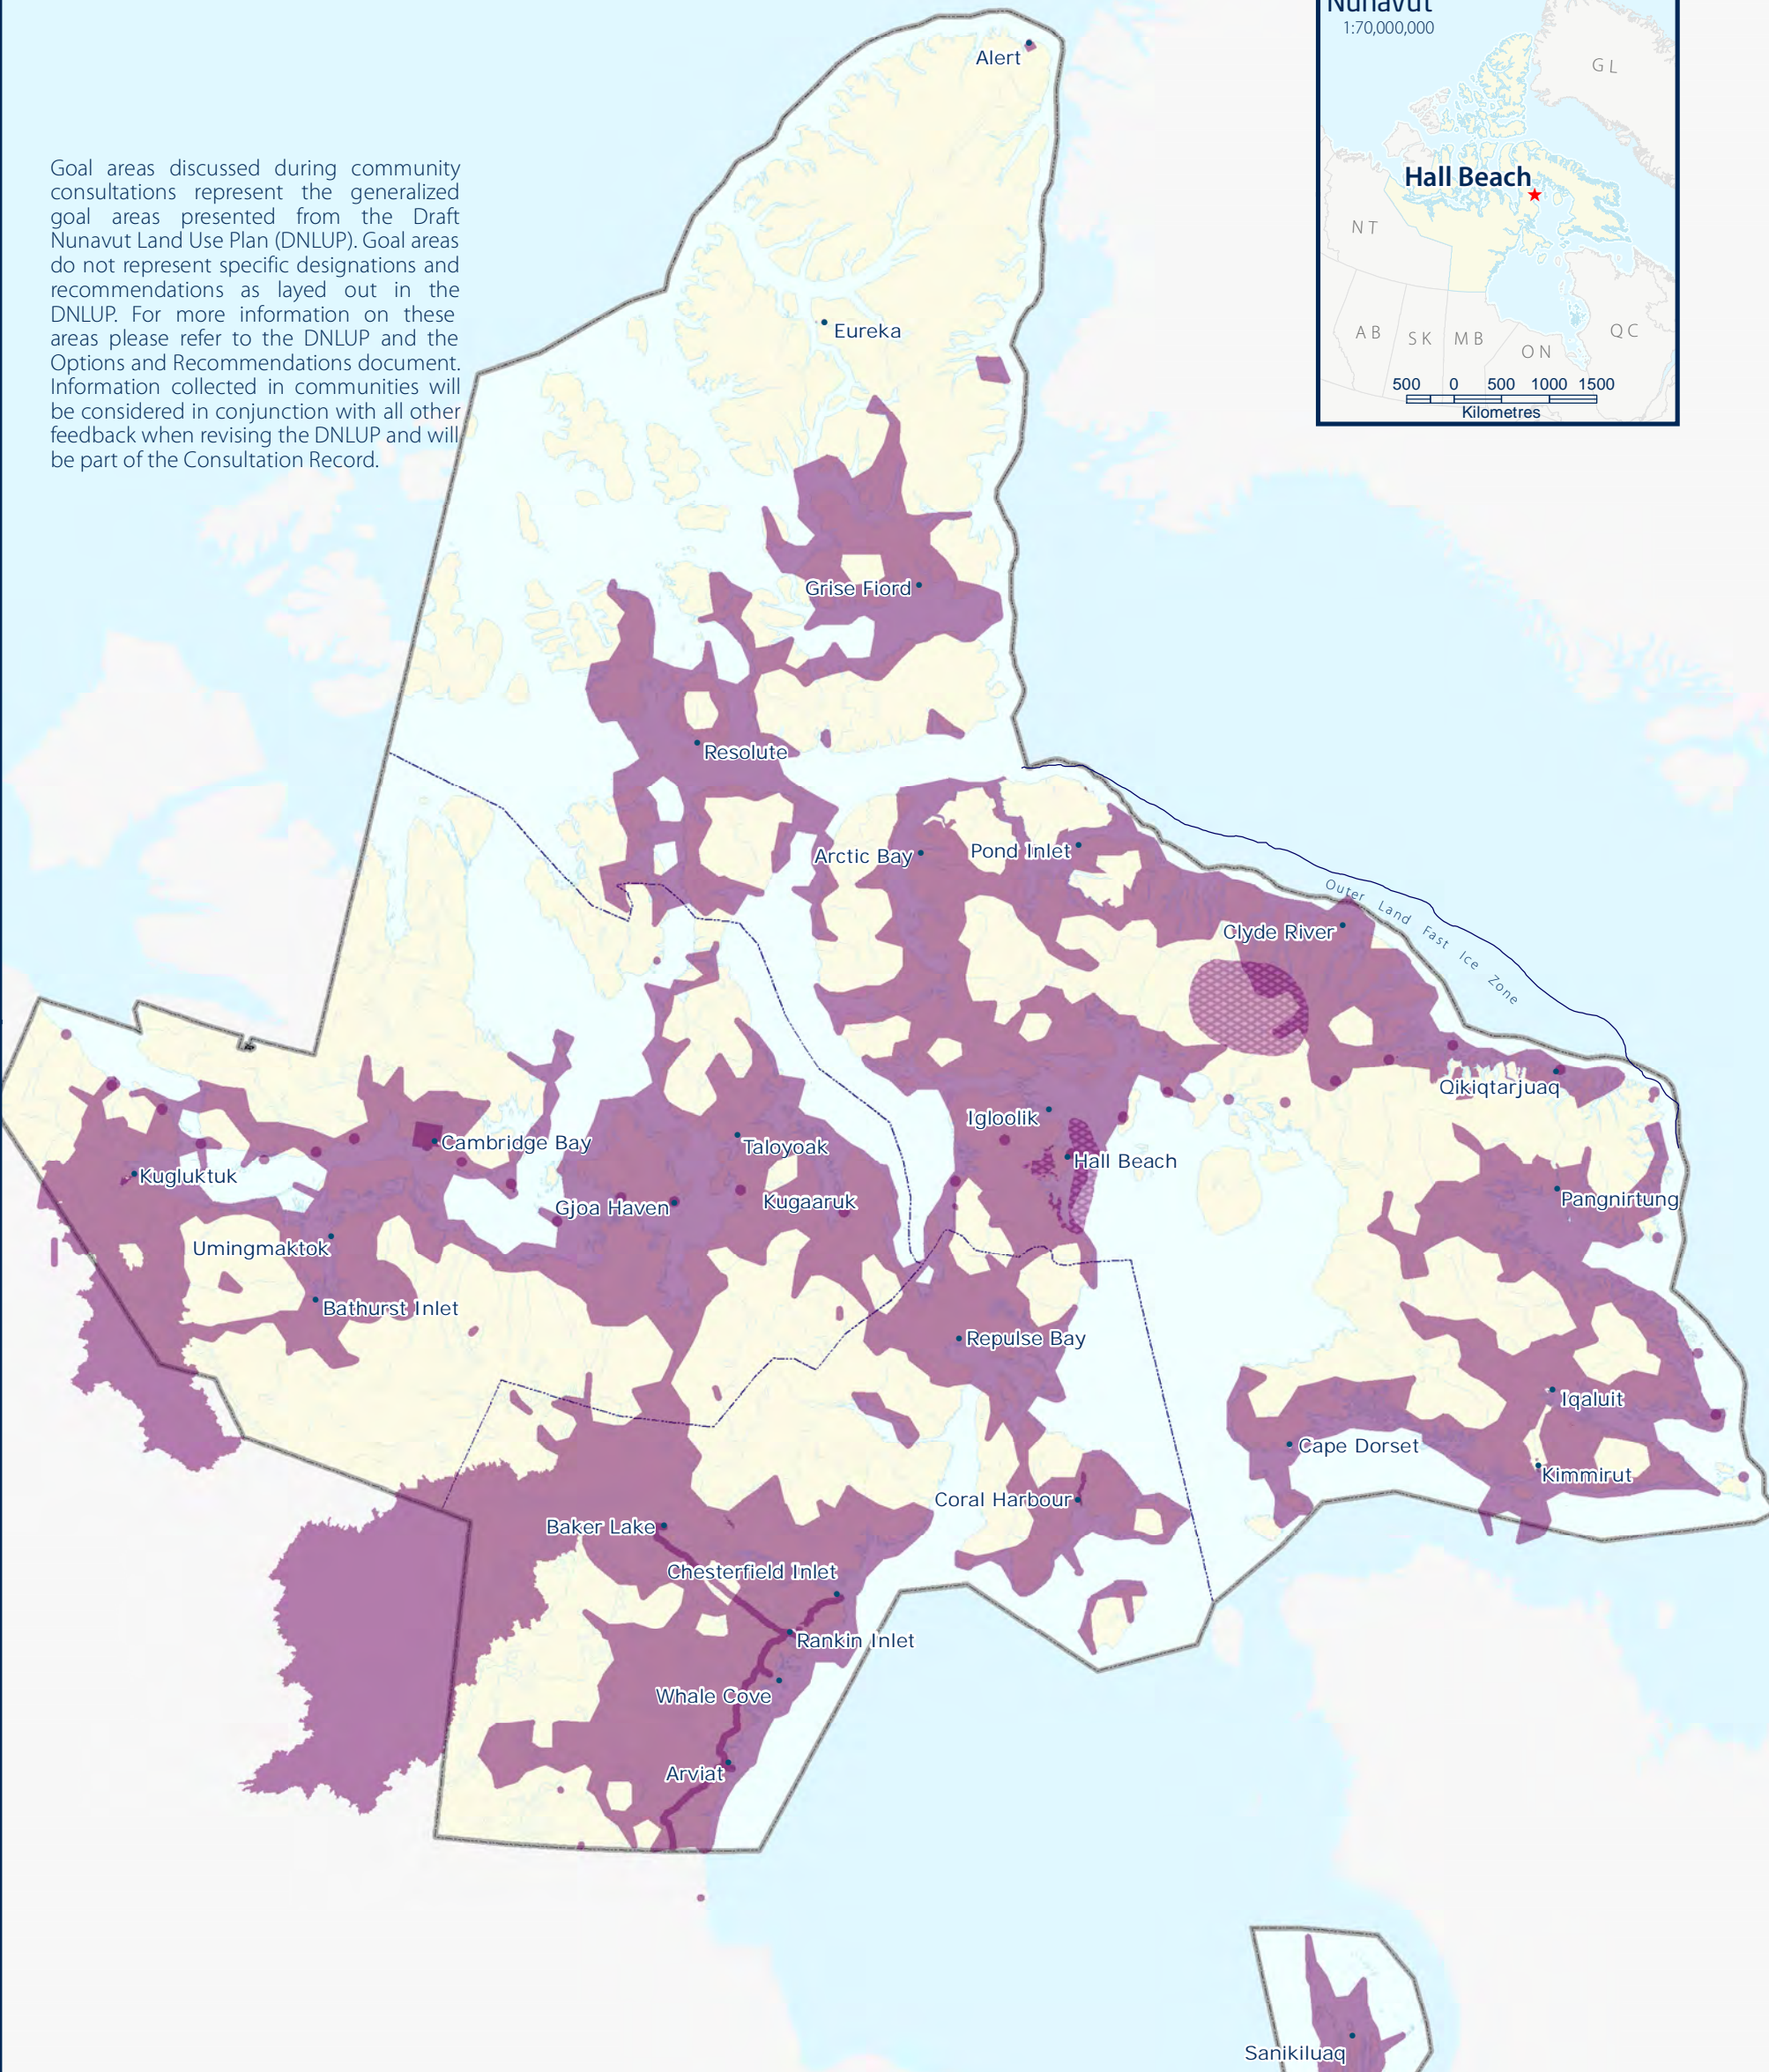 Nunavut
1:70,000,000
GL
Hall Beach
NT
AB
SK
MB
ON
QC
500 0 500 1000 1500
Kilometres
Goal areas discussed during community
consultations represent the generalized
goal areas presented from the Draft
Nunavut Land Use Plan (DNLUP). Goal areas
do not represent specific designations and
recommendations as layed out in the
DNLUP. For more information on these
areas please refer to the DNLUP and the
Options and Recommendations document.
Information collected in communities will
be considered in conjunction with all other
feedback when revising the DNLUP and will
be part of the Consultation Record.
Alert
Eureka
Grise Fiord
Resolute
Arctic Bay
Pond Inlet
Outer Land Fast Ice Zone
Clyde River
Qikiqtarjuaq
Igloolik
Cambridge Bay
Taloyoak
Hall Beach
Kugluktuk
Gjoa Haven
Kugaaruk
Pangnirtung
Umingmaktok
Bathurst Inlet
Repulse Bay
Iqaluit
Cape Dorset
Kimmirut
Coral Harbour
Baker Lake
Chesterfield Inlet
Rankin Inlet
Whale Cove
Arviat
Sanikiluaq